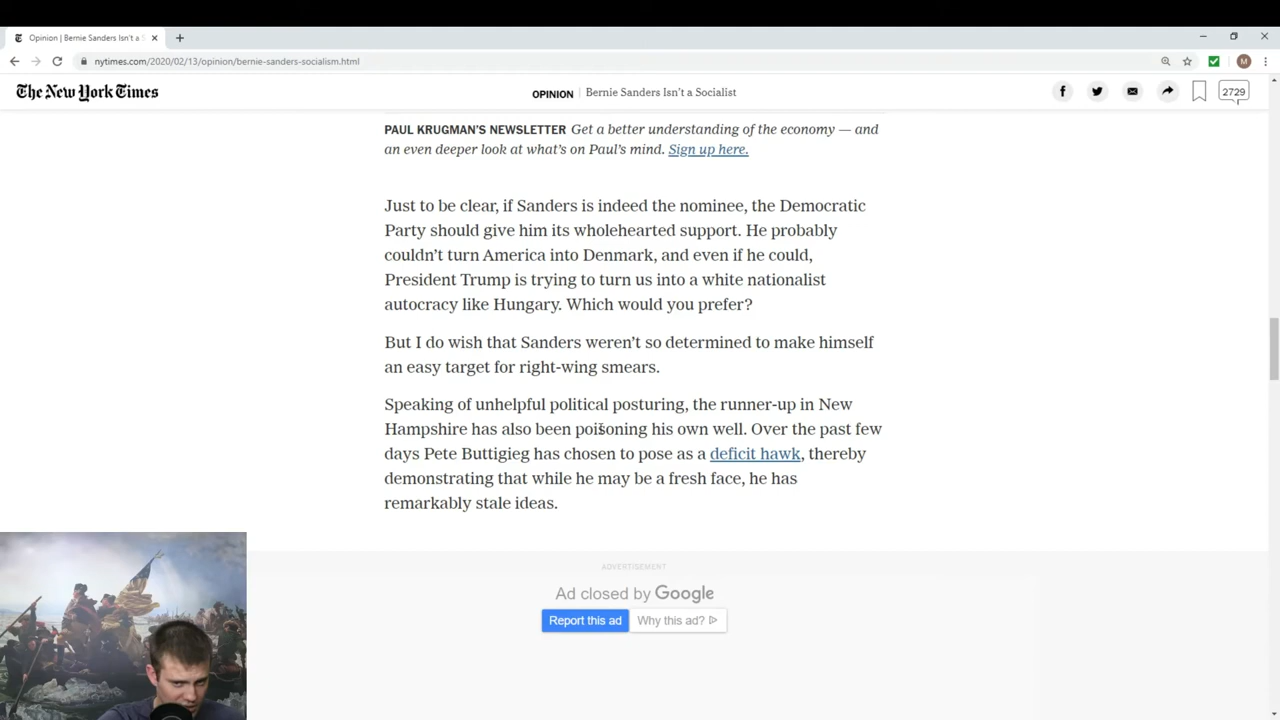 Opinion | Bernie Sanders Isn't a S
nytimes.com/2020/02/13/opinion/bernie-sanders-socialism.html
M
The New York Times
OPINION | Bernie Sanders Isn't a Socialist
2729
PAUL KRUGMAN'S NEWSLETTER Get a better understanding of the economy — and
an even deeper look at what's on Paul's mind. Sign up here.
Just to be clear, if Sanders is indeed the nominee, the Democratic
Party should give him its wholehearted support. He probably
couldn't turn America into Denmark, and even if he could,
President Trump is trying to turn us into a white nationalist
autocracy like Hungary. Which would you prefer?
But I do wish that Sanders weren't so determined to make himself
an easy target for right-wing smears.
Speaking of unhelpful political posturing, the runner-up in New
Hampshire has also been poisoning his own well. Over the past few
days Pete Buttigieg has chosen to pose as a deficit hawk, thereby
demonstrating that while he may be a fresh face, he has
remarkably stale ideas.
ADVERTISEMENT
Ad closed by Google
Report this ad
Why this ad?